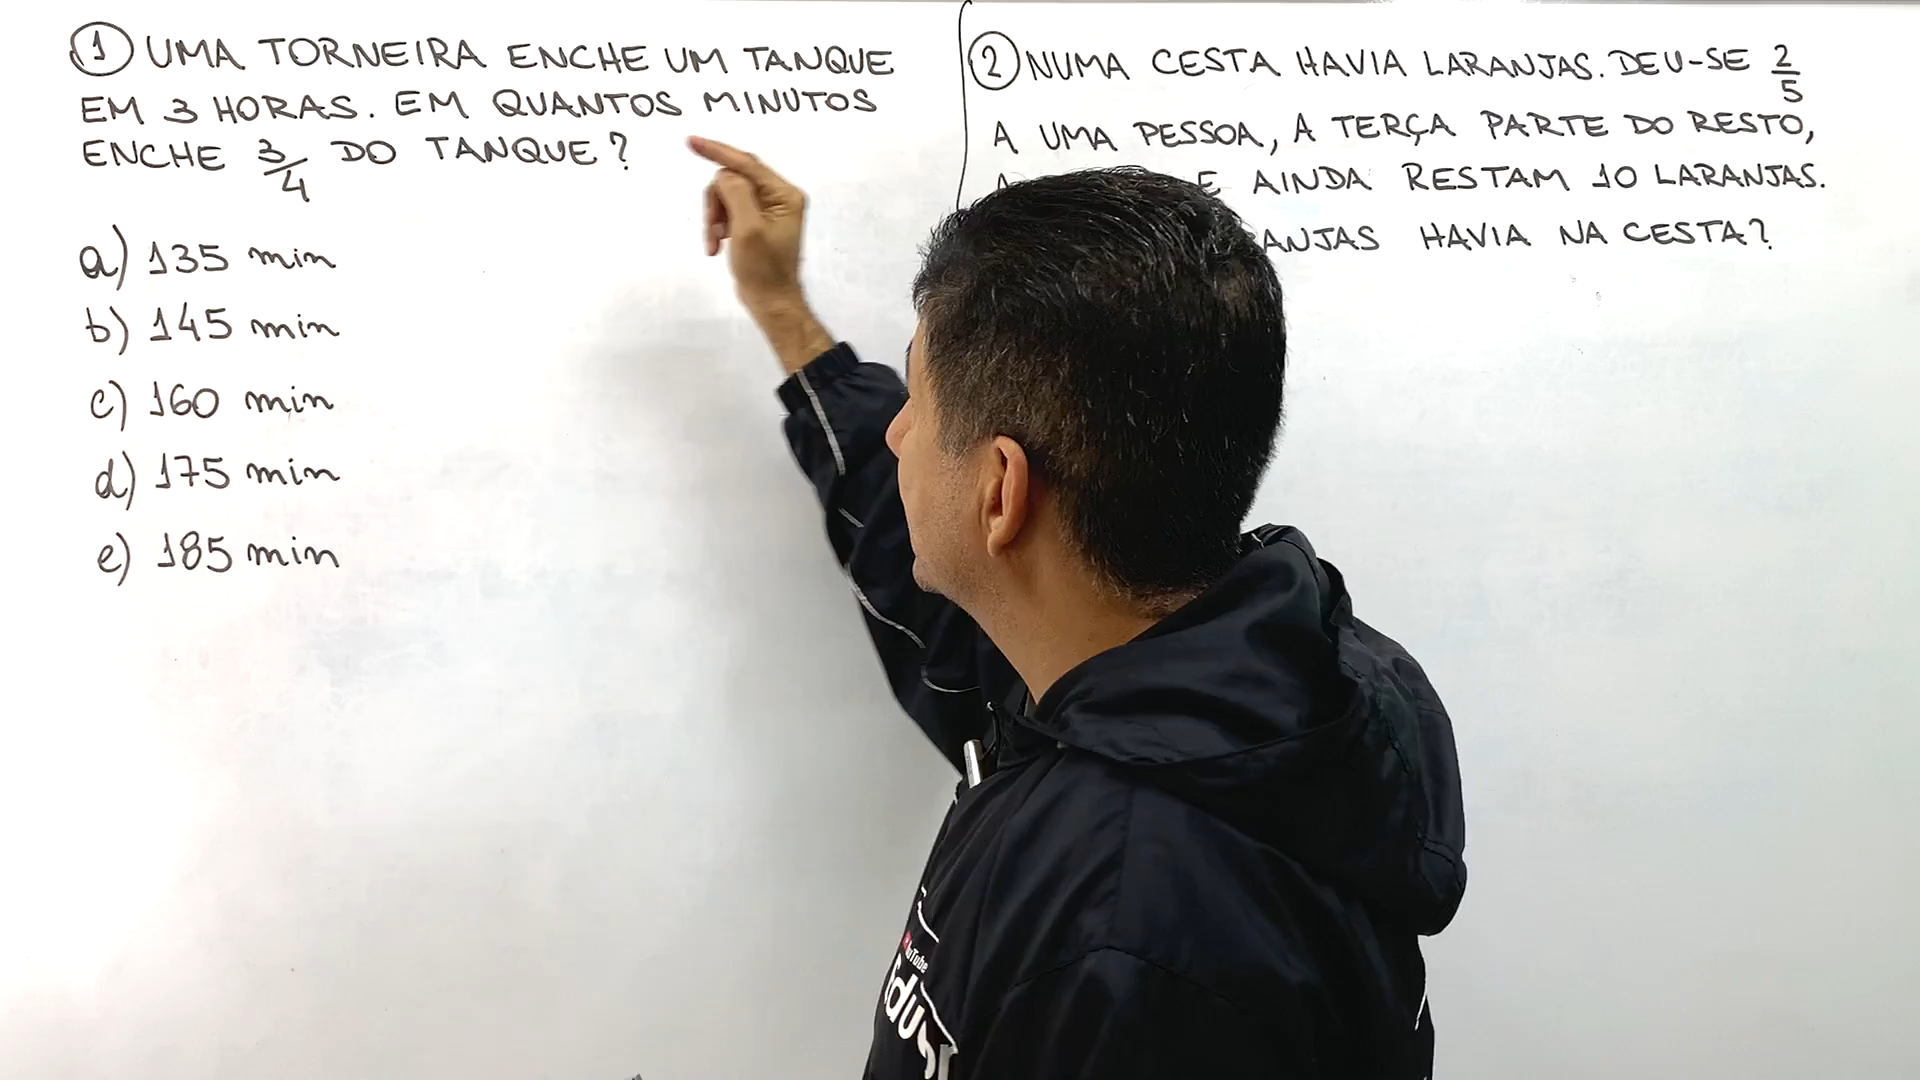 1 UMA TORNEIRA ENCHE UM TANQUE
EM 3 HORAS. EM QUANTOS MINUTOS
ENCHE 3/4 DO TANQUE?
a) 135 min
b) 145 min
c) 160 min
d) 175 min
e) 185 min
2 NUMA CESTA HAVIA LARANJAS. DEU-SE 2/5
A UMA PESSOA, A TERÇA PARTE DO RESTO,
E AINDA RESTAM 10 LARANJAS.
ANJAS HAVIA NA CESTA?
YouTube